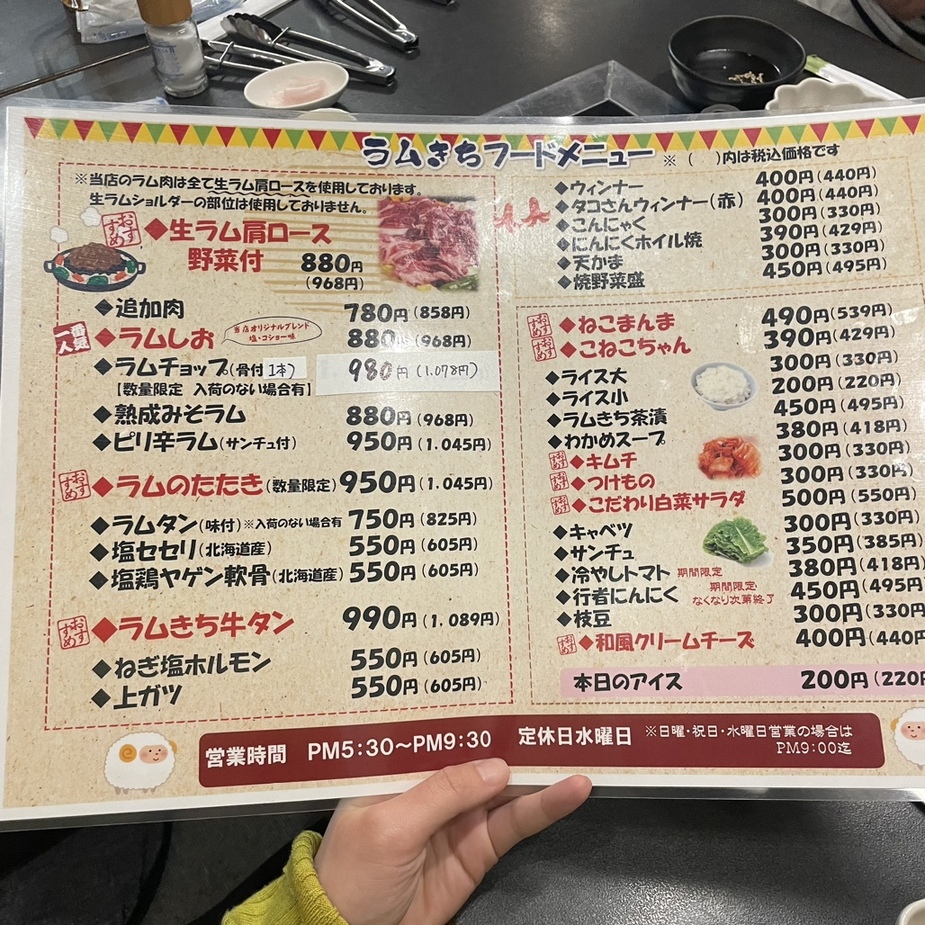 ラムきちフードメニュー ※( )内は税込価格です
※当店のラム肉は全て生ラム肩ロースを使用しております。
生ラムショルダーの部位は使用しておりません。
おすすめ ◆生ラム肩ロース
野菜付 880円
(968円)
◆追加肉 780円(858円)
一番人気 ◆ラムしお 当店オリジナルブレンド 塩・コショー味 880円(968円)
◆ラムチョップ(骨付1本) 980円(1.078円)
【数量限定 入荷のない場合有】
◆熟成みそラム 880円(968円)
◆ピリ辛ラム(サンチュ付) 950円(1.045円)
おすすめ ◆ラムのたたき(数量限定) 950円(1.045円)
◆ラムタン(味付)※入荷のない場合有 750円(825円)
◆塩セセリ(北海道産) 550円(605円)
◆塩鶏ヤゲン軟骨(北海道産) 550円(605円)
おすすめ ◆ラムきち牛タン 990円(1.089円)
◆ねぎ塩ホルモン 550円(605円)
◆上ガツ 550円(605円)
◆ウィンナー 400円(440円)
◆タコさんウィンナー(赤) 400円(440円)
◆こんにゃく 300円(330円)
◆にんにくホイル焼 390円(429円)
◆天かま 300円(330円)
◆焼野菜盛 450円(495円)
おすすめ ◆ねこまんま 490円(539円)
おすすめ ◆こねこちゃん 390円(429円)
◆ライス大 300円(330円)
◆ライス小 200円(220円)
◆ラムきち茶漬 450円(495円)
◆わかめスープ 380円(418円)
おすすめ ◆キムチ 300円(330円)
おすすめ ◆つけもの 300円(330円)
おすすめ ◆こだわり白菜サラダ 500円(550円)
◆キャベツ 300円(330円)
◆サンチュ 350円(385円)
◆冷やしトマト 期間限定 380円(418円)
◆行者にんにく 期間限定 なくなり次第終了 450円(495円)
◆枝豆 300円(330円
おすすめ ◆和風クリームチーズ 400円(440円
本日のアイス 200円(220円
営業時間 PM5:30〜PM9:30 定休日水曜日 ※日曜・祝日・水曜日営業の場合は
PM9:00迄